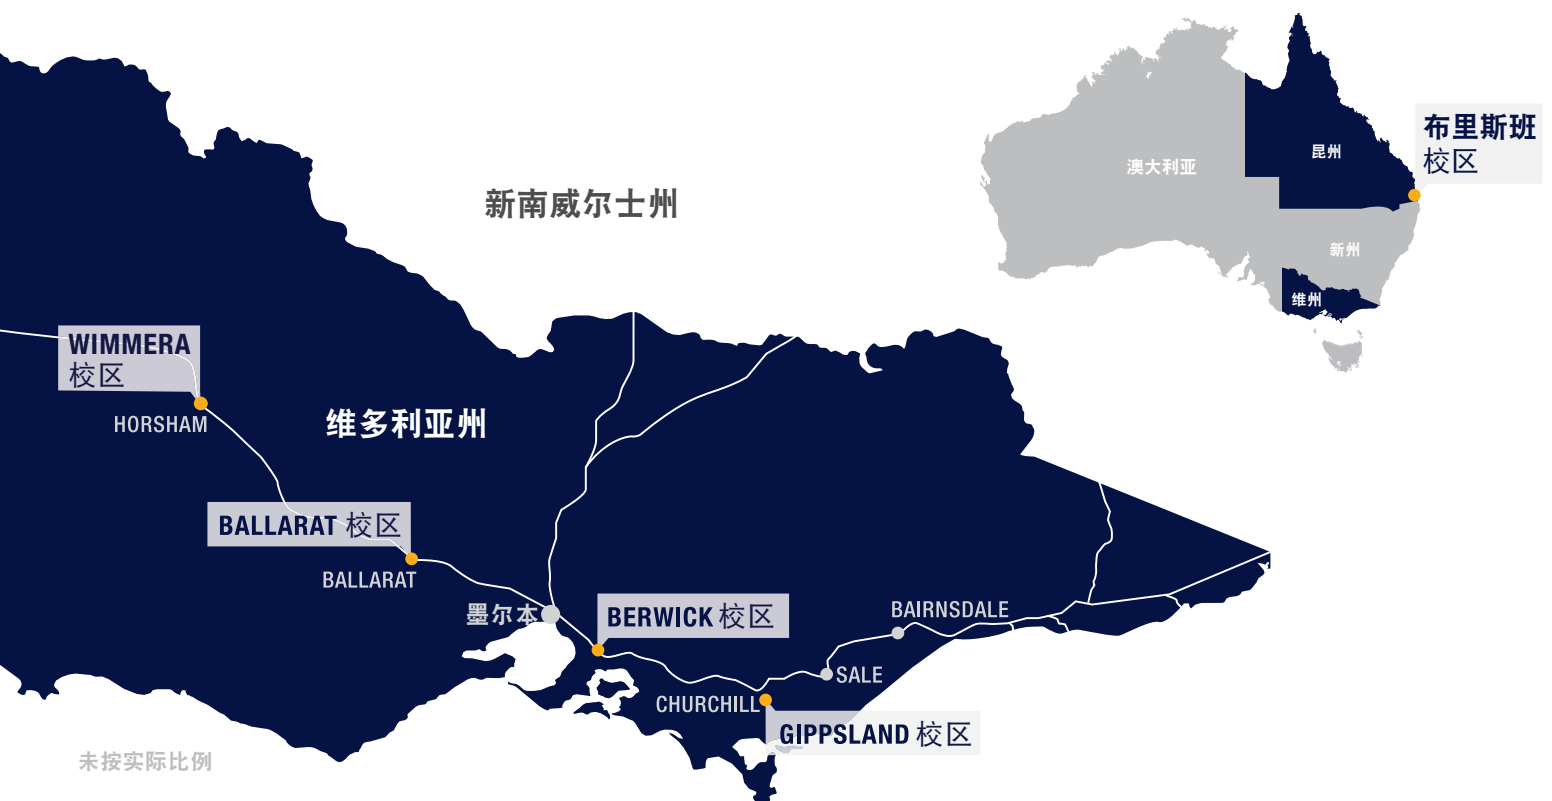 布里斯班
校区
昆州
澳大利亚
新南威尔士州
新州
维州
WIMMERA
校区
HORSHAM
维多利亚州
BALLARAT 校区
BALLARAT
墨尔本
BERWICK 校区
BAIRNSDALE
SALE
CHURCHILL
GIPPSLAND 校区
未按实际比例